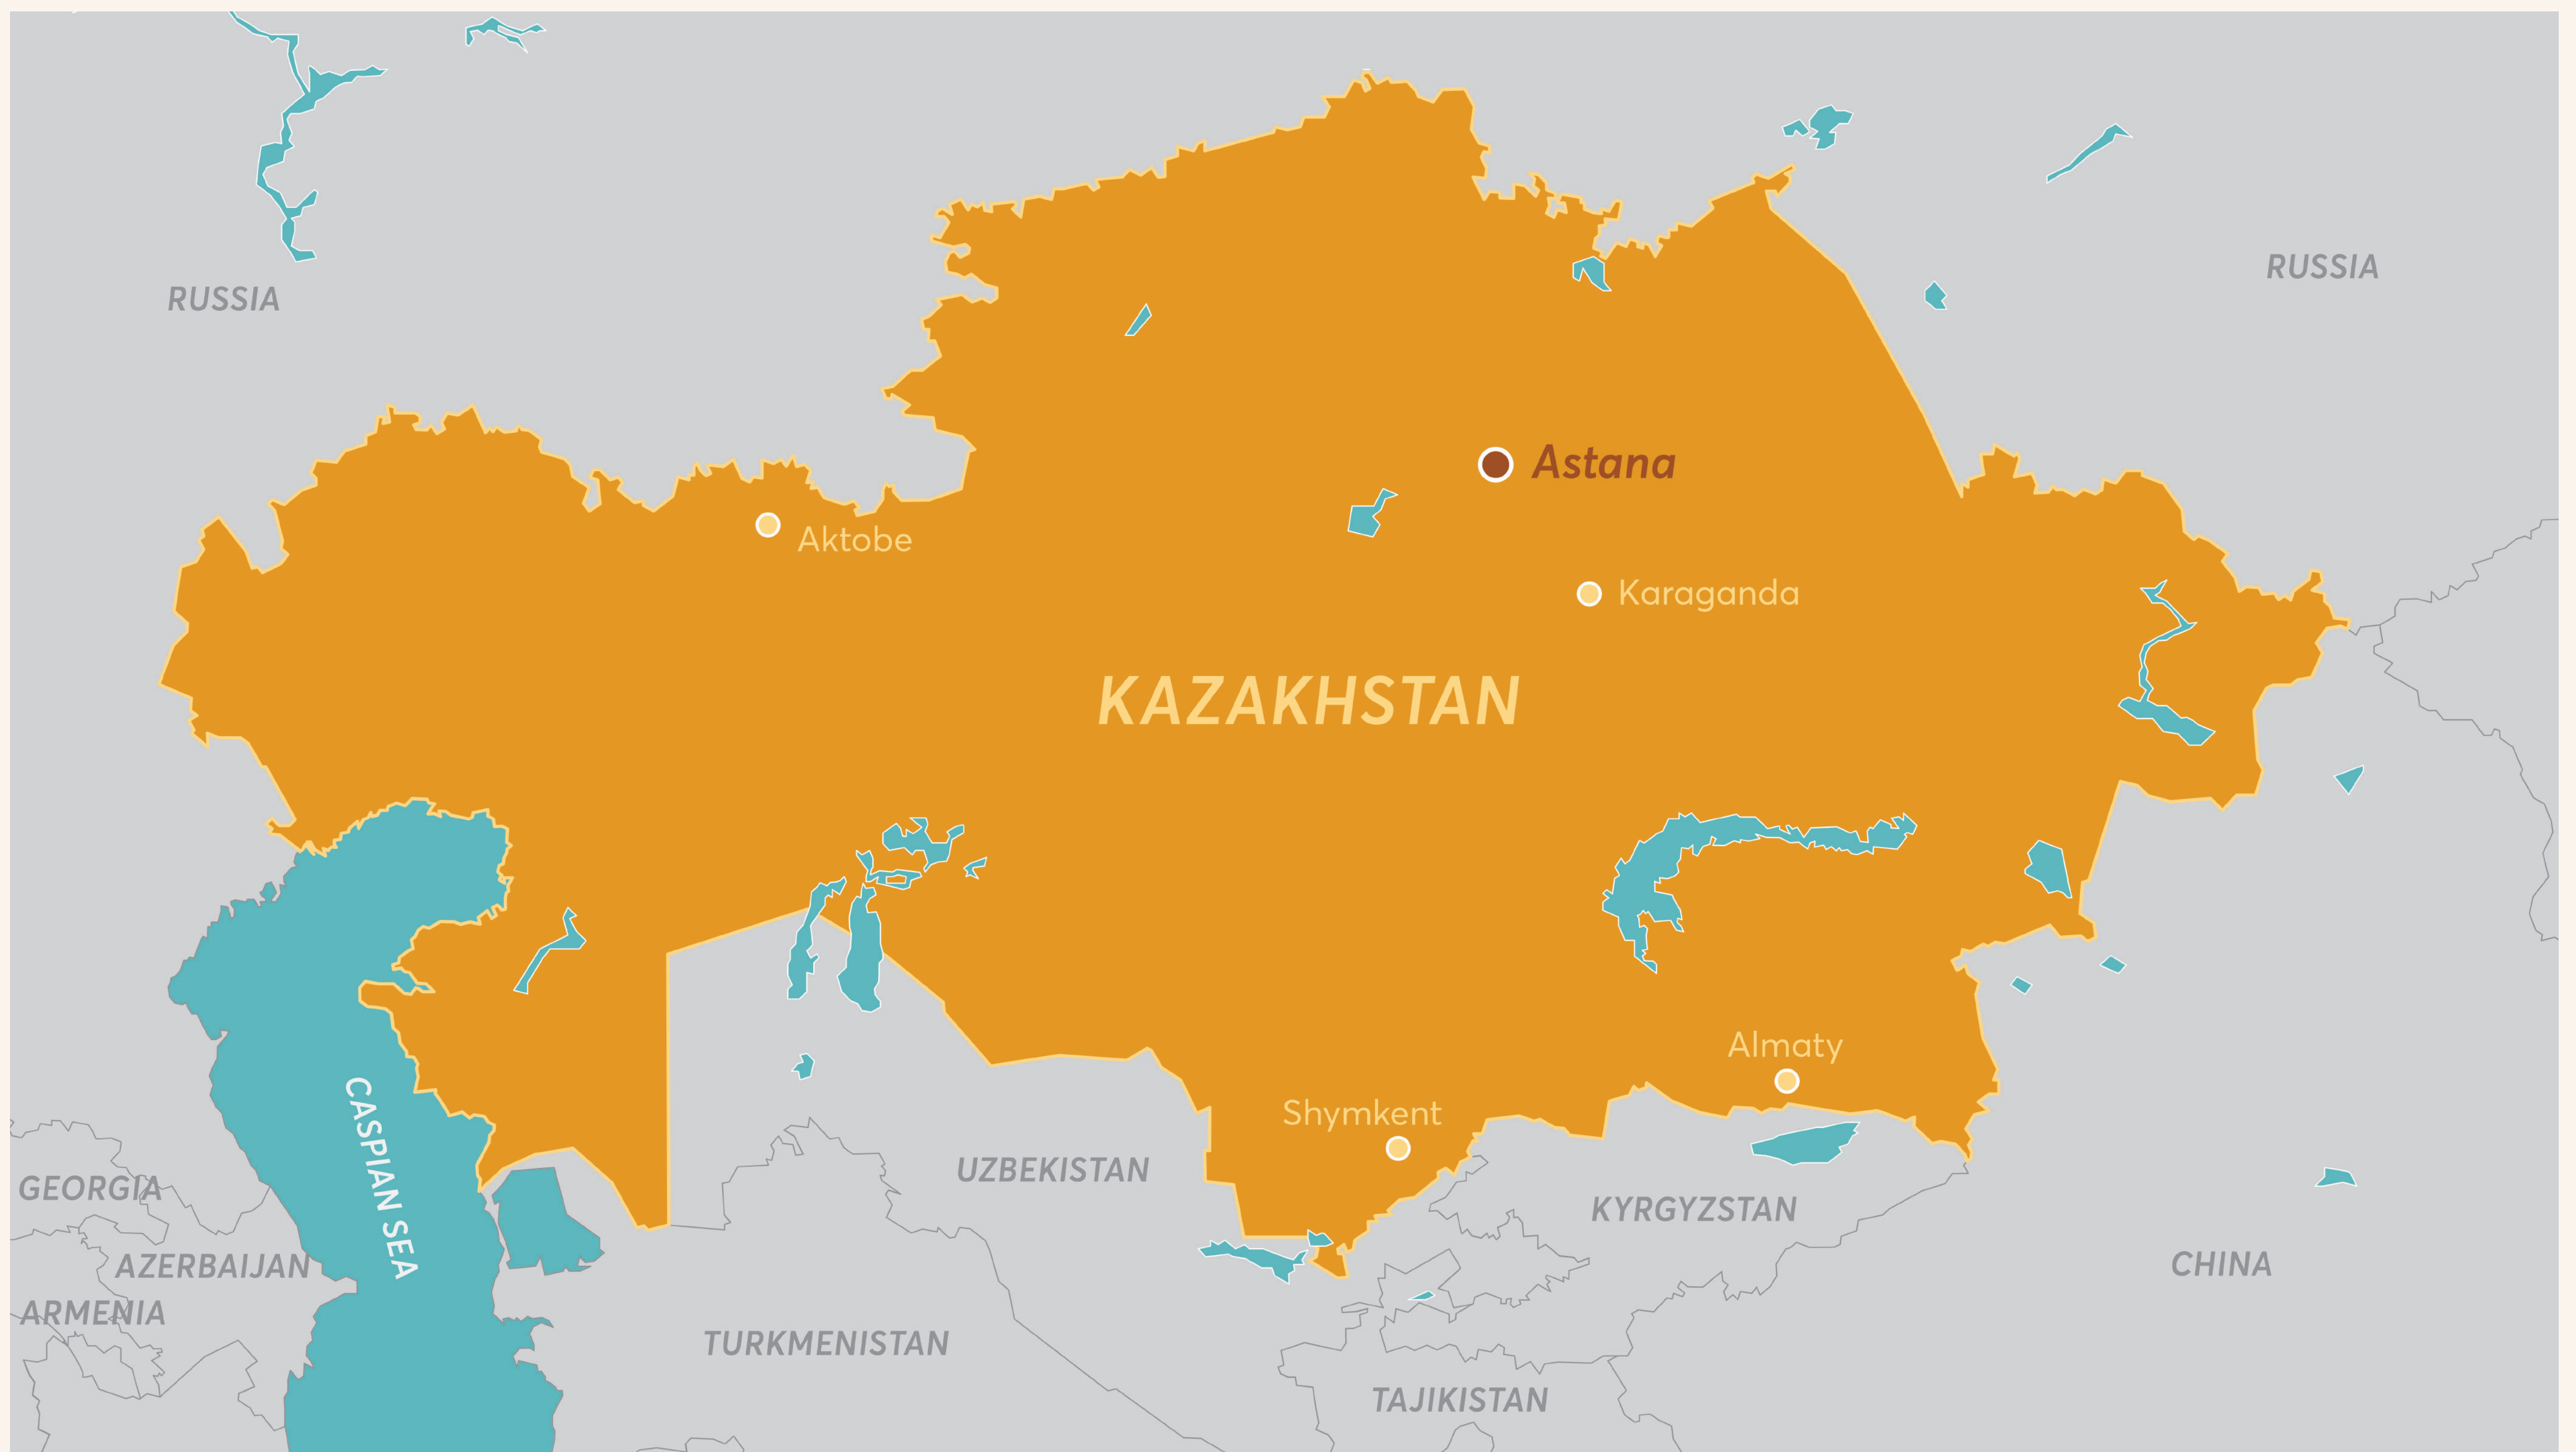 RUSSIA
RUSSIA
Astana
Aktobe
Karaganda
KAZAKHSTAN
Almaty
CASPIAN SEA
Shymkent
UZBEKISTAN
GEORGIA
KYRGYZSTAN
AZERBAIJAN
CHINA
ARMENIA
TURKMENISTAN
TAJIKISTAN